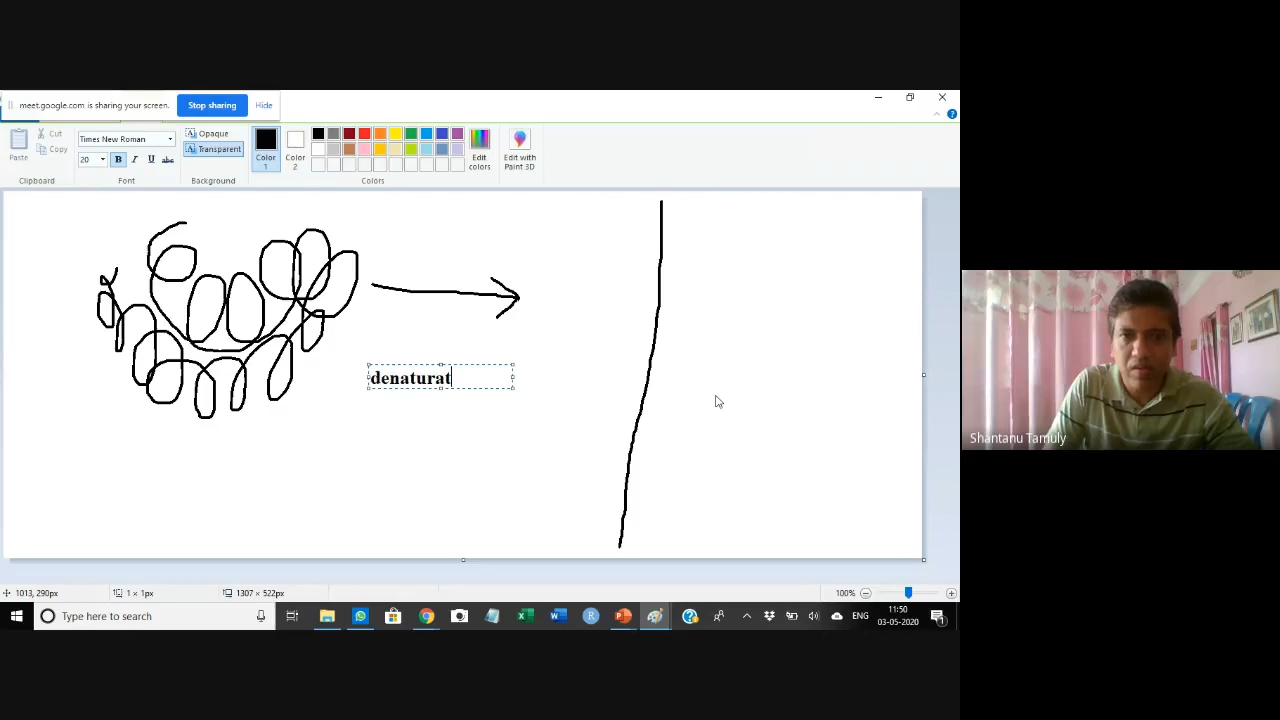 meet.google.com is sharing your screen. Stop sharing Hide
Paste
Cut
Copy
Clipboard
Times New Roman
20 B I U abc
Font
Opaque
Transparent
Background
Color 1
Color 2
Edit colors
Edit with Paint 3D
Colors
denaturat
Shantanu Tamuly
1013, 290px 1 × 1px 1307 × 522px 100%
Type here to search
ENG
11:50
03-05-2020